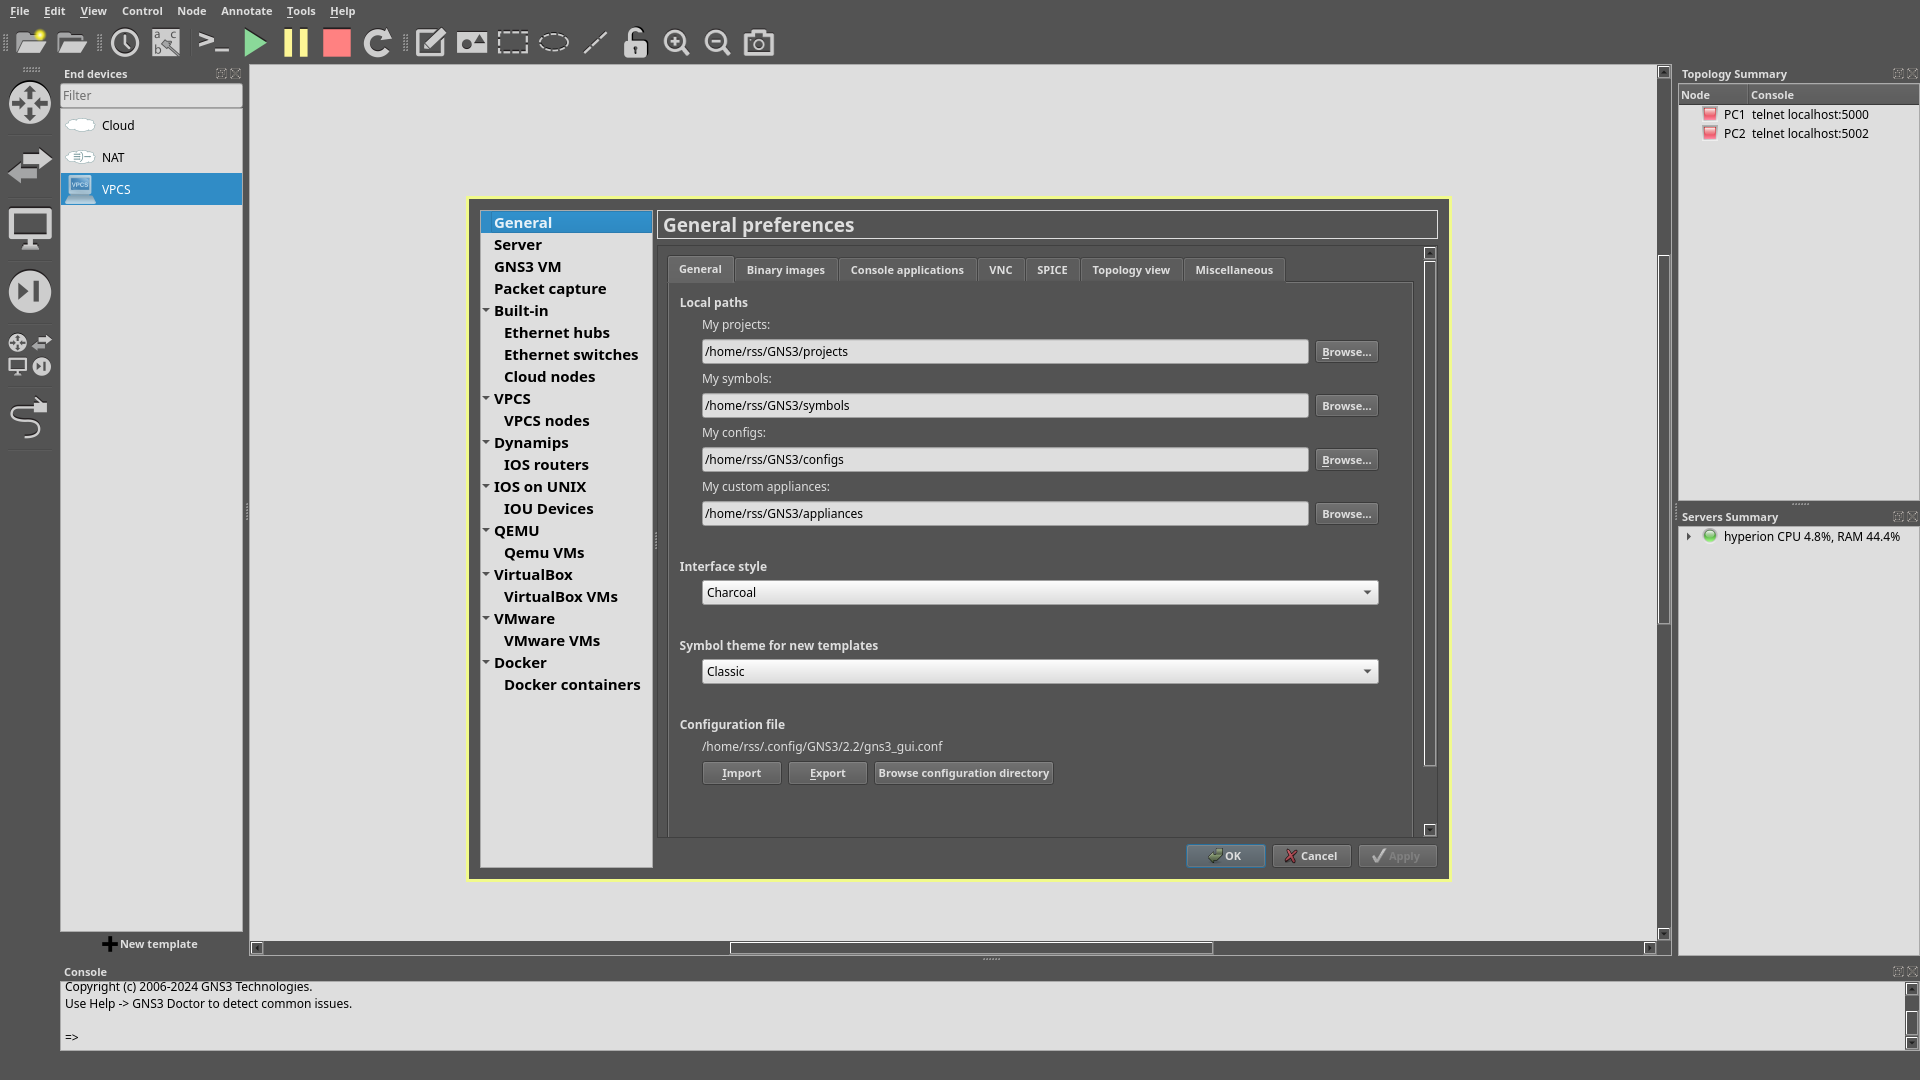 File Edit View Control Node Annotate Tools Help
End devices
Filter
Cloud
NAT
VPCS
New template
General
Server
GNS3 VM
Packet capture
Built-in
Ethernet hubs
Ethernet switches
Cloud nodes
VPCS
VPCS nodes
Dynamips
IOS routers
IOS on UNIX
IOU Devices
QEMU
Qemu VMs
VirtualBox
VirtualBox VMs
VMware
VMware VMs
Docker
Docker containers
General preferences
General Binary images Console applications VNC SPICE Topology view Miscellaneous
Local paths
My projects:
/home/rss/GNS3/projects Browse...
My symbols:
/home/rss/GNS3/symbols Browse...
My configs:
/home/rss/GNS3/configs Browse...
My custom appliances:
/home/rss/GNS3/appliances Browse...
Interface style
Charcoal
Symbol theme for new templates
Classic
Configuration file
/home/rss/.config/GNS3/2.2/gns3_gui.conf
Import Export Browse configuration directory
OK Cancel Apply
Topology Summary
Node Console
PC1 telnet localhost:5000
PC2 telnet localhost:5002
Servers Summary
hyperion CPU 4.8%, RAM 44.4%
Console
Copyright (c) 2006-2024 GNS3 Technologies.
Use Help -> GNS3 Doctor to detect common issues.
=>